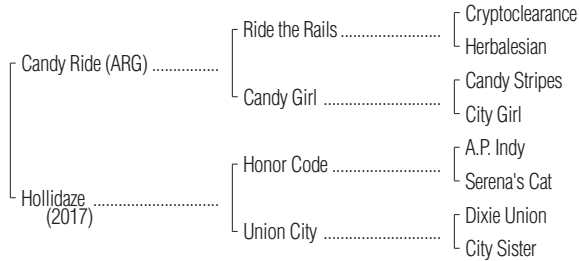 Cryptoclearance
Ride the Rails ..................
Herbalesian
Candy Ride (ARG) ................
Candy Stripes
Candy Girl .....................
City Girl
A.P. Indy
Honor Code .....................
Serena's Cat
Hollidaze ........................
(2017)
Dixie Union
Union City .....................
City Sister